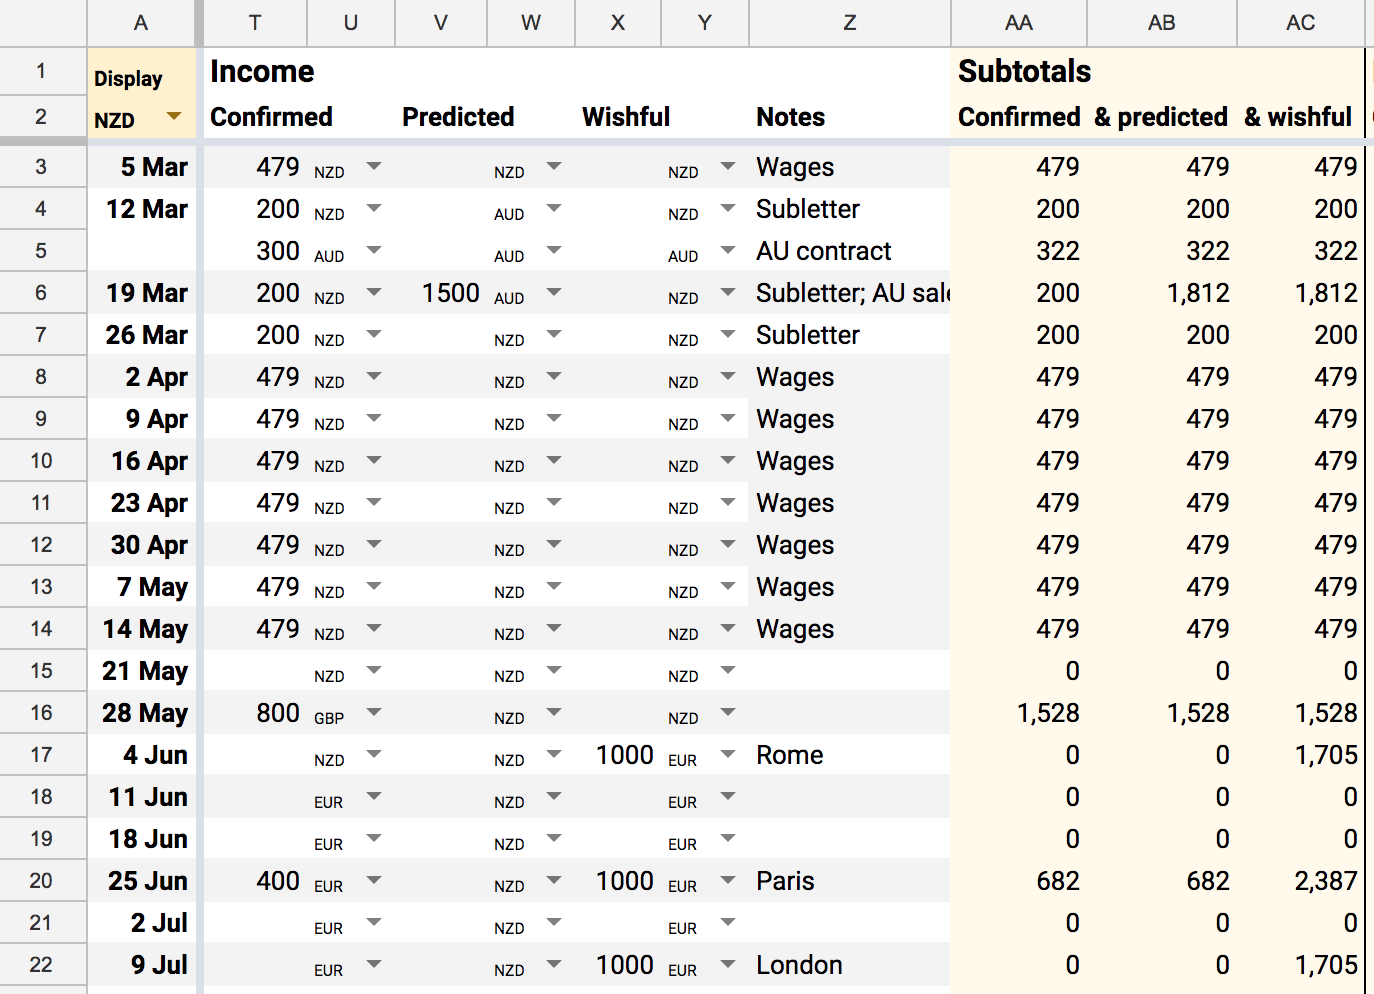 A T U V W X Y Z AA AB AC
1 Display Income Subtotals
2 NZD Confirmed Predicted Wishful Notes Confirmed & predicted & wishful
3 5 Mar 479 NZD NZD NZD Wages 479 479 479
4 12 Mar 200 NZD AUD NZD Subletter 200 200 200
5 300 AUD AUD AUD AU contract 322 322 322
6 19 Mar 200 NZD 1500 AUD NZD Subletter; AU sale 200 1,812 1,812
7 26 Mar 200 NZD NZD NZD Subletter 200 200 200
8 2 Apr 479 NZD NZD NZD Wages 479 479 479
9 9 Apr 479 NZD NZD NZD Wages 479 479 479
10 16 Apr 479 NZD NZD NZD Wages 479 479 479
11 23 Apr 479 NZD NZD NZD Wages 479 479 479
12 30 Apr 479 NZD NZD NZD Wages 479 479 479
13 7 May 479 NZD NZD NZD Wages 479 479 479
14 14 May 479 NZD NZD NZD Wages 479 479 479
15 21 May NZD NZD NZD 0 0 0
16 28 May 800 GBP NZD NZD 1,528 1,528 1,528
17 4 Jun NZD NZD 1000 EUR Rome 0 0 1,705
18 11 Jun EUR NZD EUR 0 0 0
19 18 Jun EUR NZD EUR 0 0 0
20 25 Jun 400 EUR NZD 1000 EUR Paris 682 682 2,387
21 2 Jul EUR NZD EUR 0 0 0
22 9 Jul EUR NZD 1000 EUR London 0 0 1,705